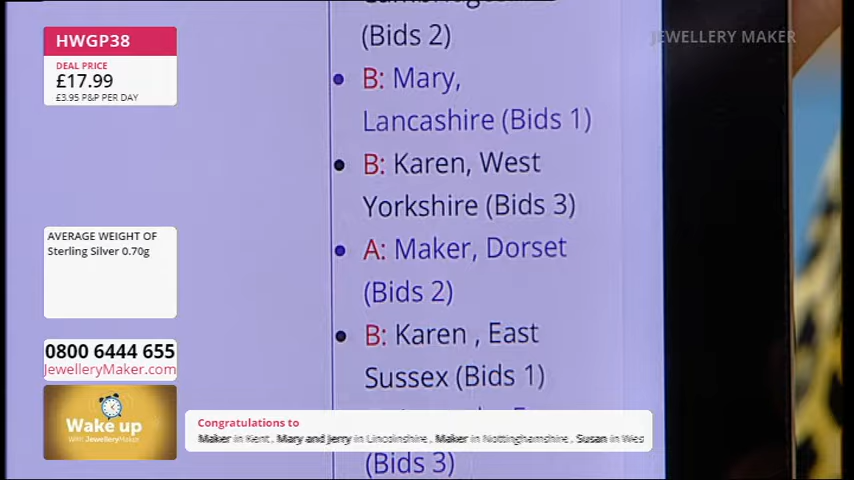 HWGP38
DEAL PRICE
£17.99
£3.95 P&P PER DAY
JEWELLERY MAKER
(Bids 2)
B: Mary,
Lancashire (Bids 1)
B: Karen, West
Yorkshire (Bids 3)
A: Maker, Dorset
(Bids 2)
B: Karen , East
Sussex (Bids 1)
(Bids 3)
AVERAGE WEIGHT OF
Sterling Silver 0.70g
0800 6444 655
JewelleryMaker.com
Wake up
With JewelleryMaker
Congratulations to
Maker in Kent , Mary and Jerry in Lincolnshire , Maker in Nottinghamshire , Susan in Wes